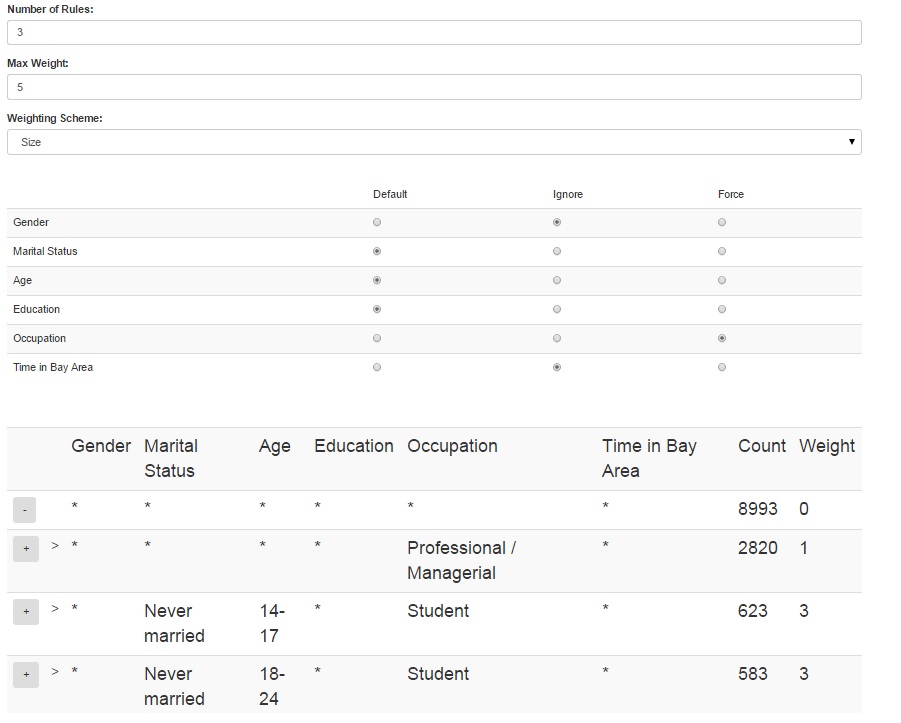 Number of Rules:
3
Max Weight:
5
Weighting Scheme:
Size
Default Ignore Force
Gender
Marital Status
Age
Education
Occupation
Time in Bay Area
Gender Marital Status Age Education Occupation Time in Bay Area Count Weight
- * * * * * * 8993 0
+ > * * * * Professional / Managerial * 2820 1
+ > * Never married 14-17 * Student * 623 3
+ > * Never married 18-24 * Student * 583 3